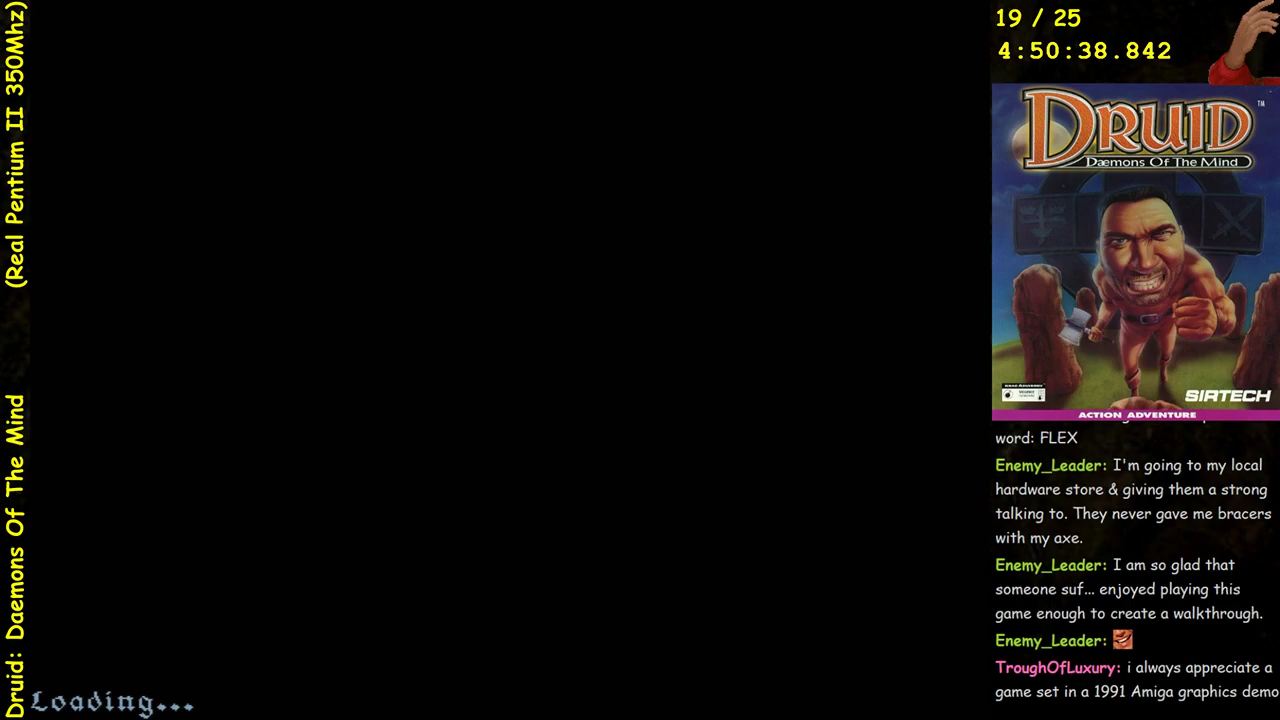 Druid: Daemons Of The Mind (Real Pentium II 350Mhz)
Loading...
19 / 25
4:50:38.842
DRUID
TM
Dæmons Of The Mind
SIRTECH
ACTION ADVENTURE
word: FLEX
Enemy_Leader: I'm going to my local
hardware store & giving them a strong
talking to. They never gave me bracers
with my axe.
Enemy_Leader: I am so glad that
someone suf... enjoyed playing this
game enough to create a walkthrough.
Enemy_Leader:
TroughOfLuxury: i always appreciate a
game set in a 1991 Amiga graphics demo